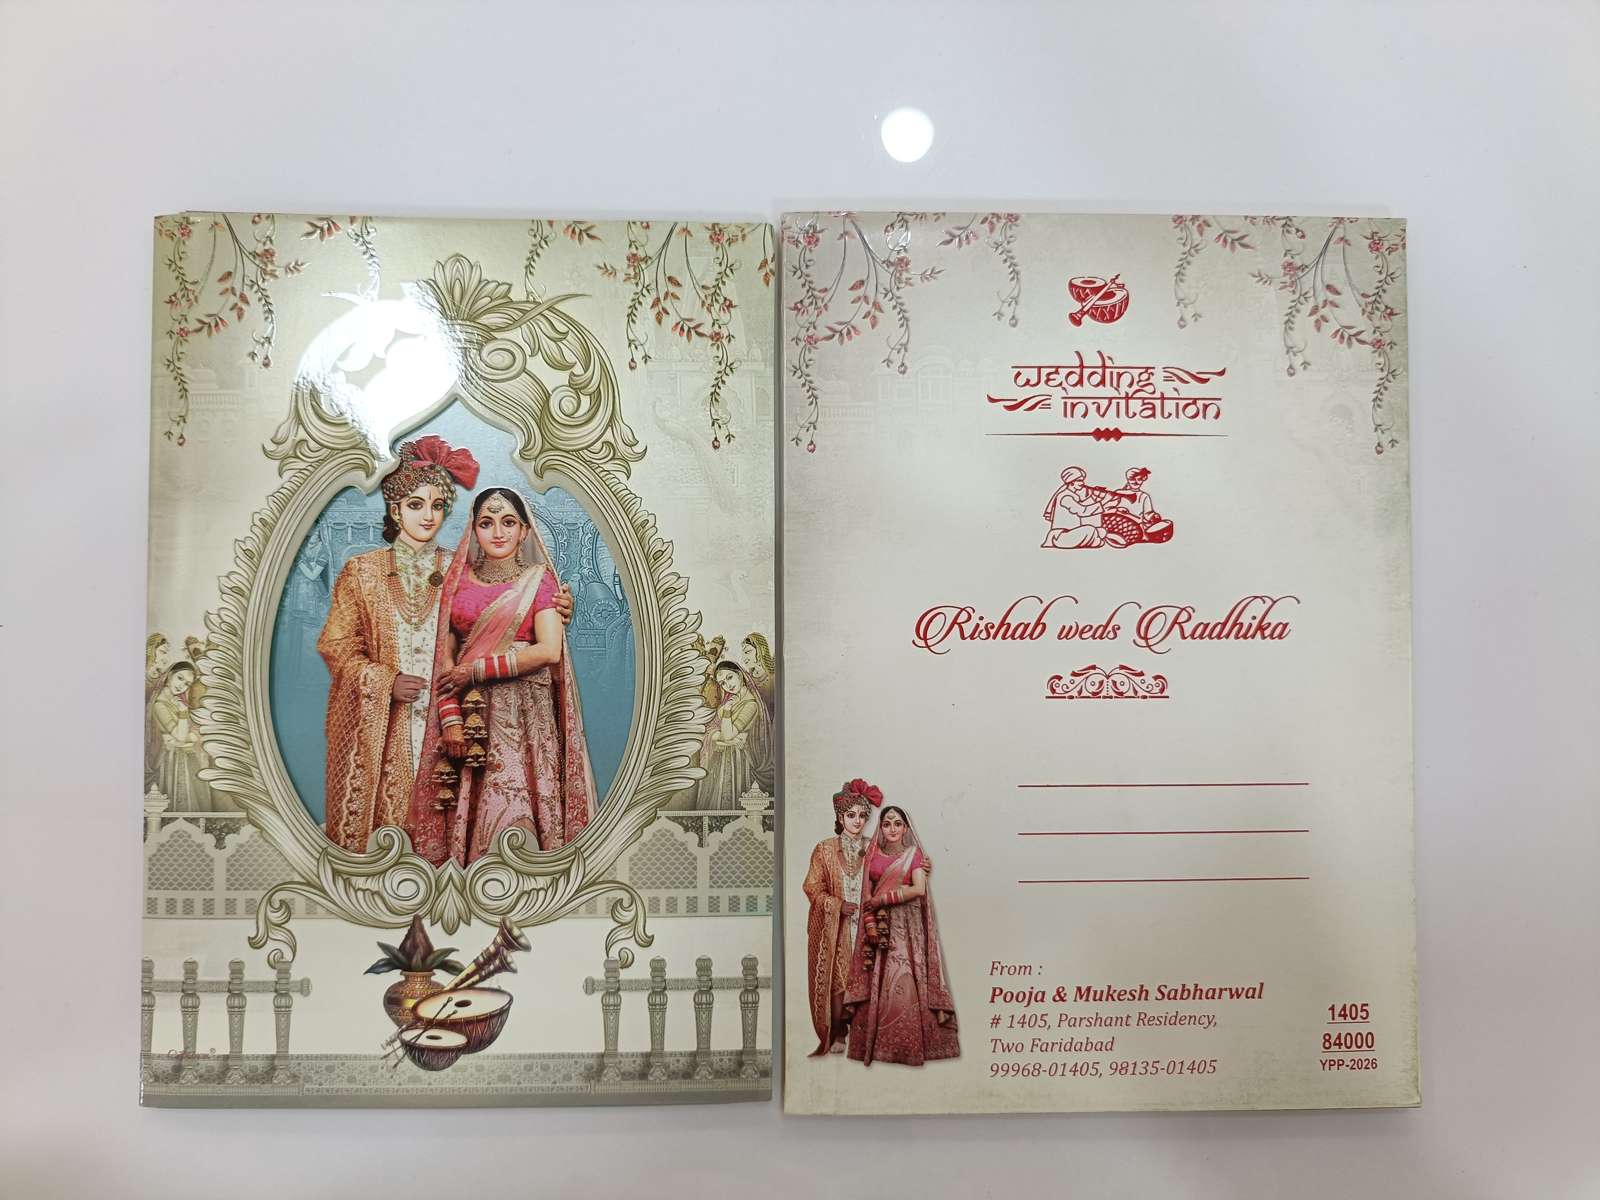 wedding
invitation
Rishab weds Radhika
From :
Pooja & Mukesh Sabharwal
# 1405, Parshant Residency,
Two Faridabad
99968-01405, 98135-01405
1405
84000
YPP-2026